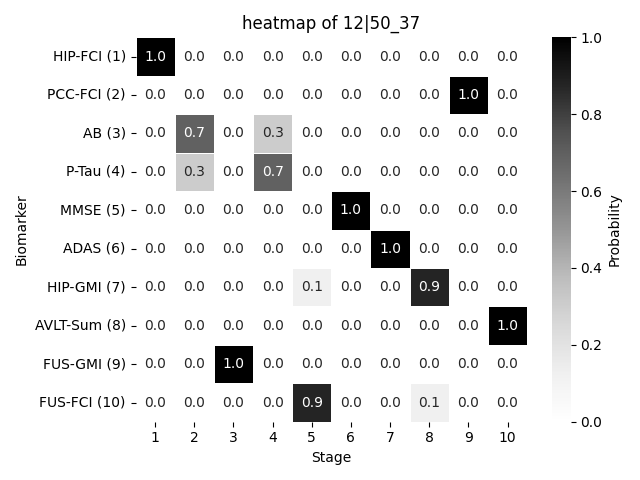 heatmap of 12|50_37
HIP-FCI (1) 1.0 0.0 0.0 0.0 0.0 0.0 0.0 0.0 0.0 0.0
PCC-FCI (2) 0.0 0.0 0.0 0.0 0.0 0.0 0.0 0.0 1.0 0.0
AB (3) 0.0 0.7 0.0 0.3 0.0 0.0 0.0 0.0 0.0 0.0
P-Tau (4) 0.0 0.3 0.0 0.7 0.0 0.0 0.0 0.0 0.0 0.0
MMSE (5) 0.0 0.0 0.0 0.0 0.0 1.0 0.0 0.0 0.0 0.0
ADAS (6) 0.0 0.0 0.0 0.0 0.0 0.0 1.0 0.0 0.0 0.0
HIP-GMI (7) 0.0 0.0 0.0 0.0 0.1 0.0 0.0 0.9 0.0 0.0
AVLT-Sum (8) 0.0 0.0 0.0 0.0 0.0 0.0 0.0 0.0 0.0 1.0
FUS-GMI (9) 0.0 0.0 1.0 0.0 0.0 0.0 0.0 0.0 0.0 0.0
FUS-FCI (10) 0.0 0.0 0.0 0.0 0.9 0.0 0.0 0.1 0.0 0.0
1 2 3 4 5 6 7 8 9 10
Stage
Biomarker
1.0
0.8
0.6
0.4
0.2
0.0
Probability